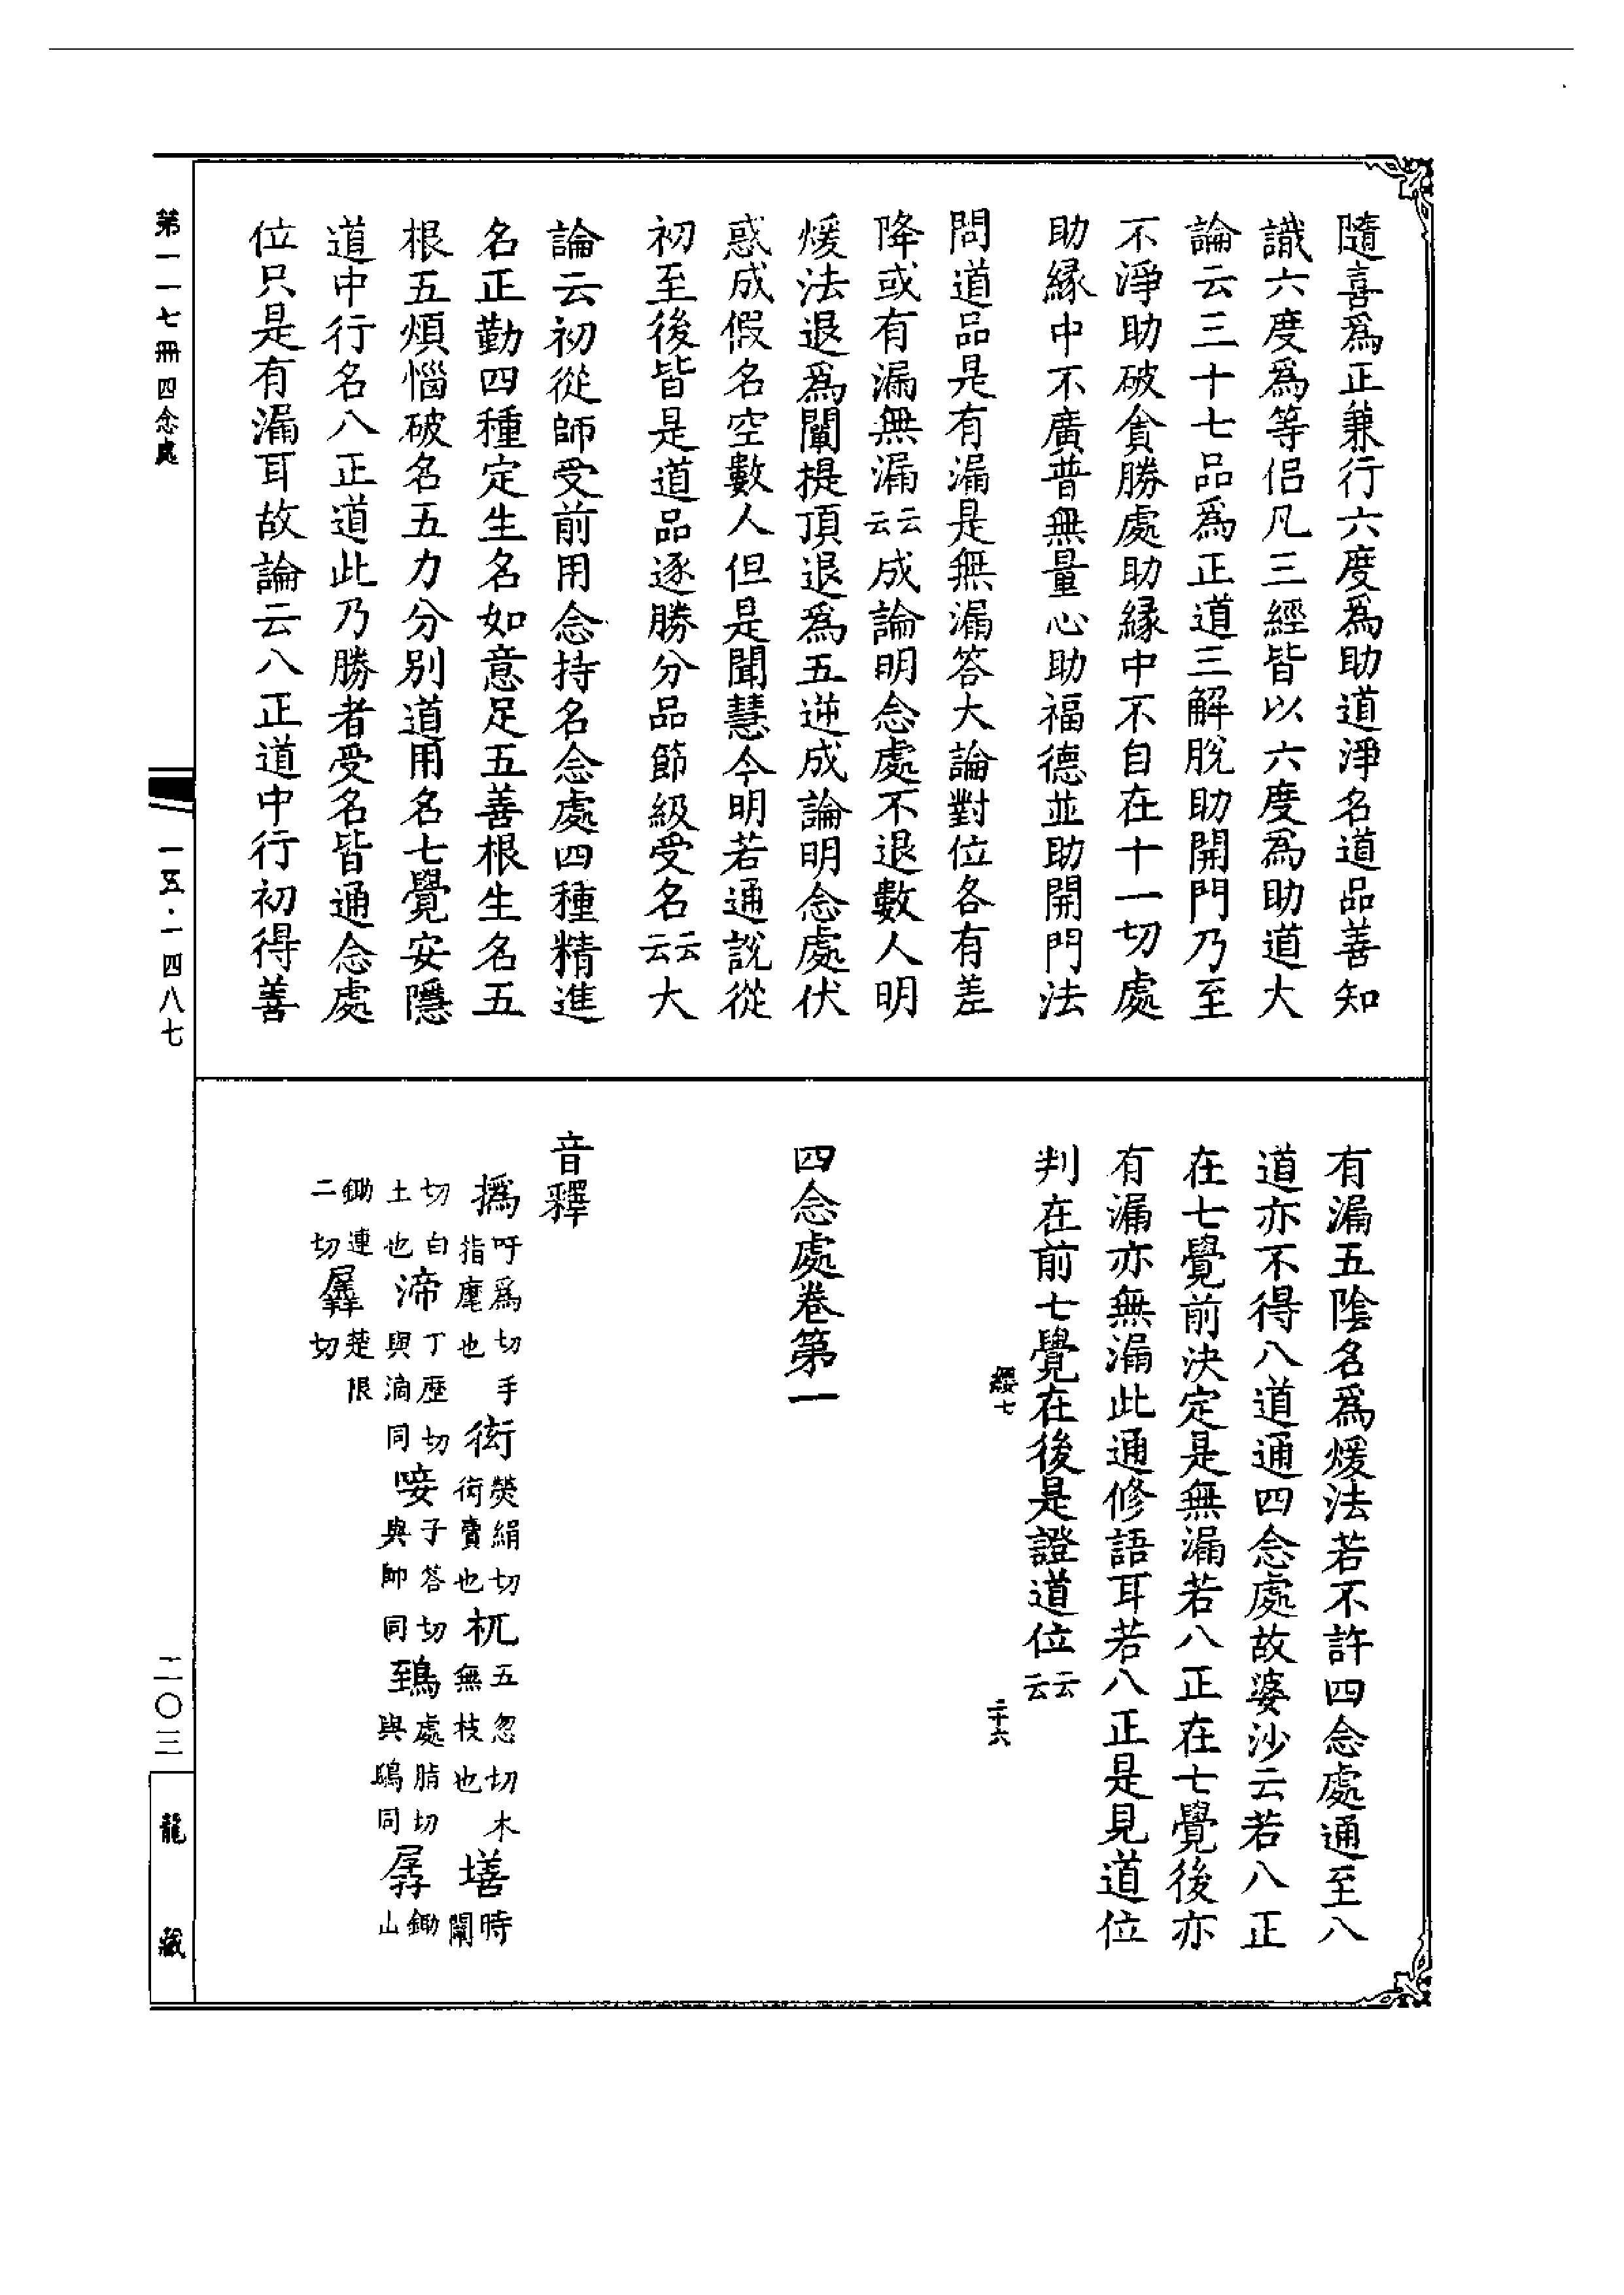 隨喜爲正兼行六度爲助道淨名道品善知
識六度爲等侣凡三經皆以六度爲助道大
論云三十七品爲正道三解脫助開門乃至
不淨助破貪勝處助縁中不自在十一切處
助縁中不廣普無量心助福德並助開門法
問道品是有漏是無漏答大論對位各有差
降或有漏無漏云云成論明念處不退數人明
煖法退爲闡提頂退爲五逆成論明念處伏
惑成假名空數人但是聞慧今明若通說從
初至後皆是道品逐勝分品節級受名云云大
論云初從師受前用念持名念處四種精進
名正勤四種定生名如意足五善根生名五
根五煩惱破名五力分別道用名七覺安隱
道中行名八正道此乃勝者受名皆通念處
位只是有漏耳故論云八正道中行初得善
有漏五陰名爲煖法若不許四念處通至八
道亦不得八道通四念處故婆沙云若八正
在七覺前決定是無漏若八正在七覺後亦
有漏亦無漏此通修語耳若八正是見道位
判在前七覺在後是證道位云云
纓七
二十六
四念處卷第一
音釋
撝吁爲切手指麾也衒熒絹切衒賣也杌五忽切木無枝也墡時闡
切白土也渧丁歷切與滴同唼子答切與師同鵄處脂切與鴟同孱鋤山
鋤連二切羼楚限切
第一一七冊 四念處
一五·一四八七
二〇三
龍藏